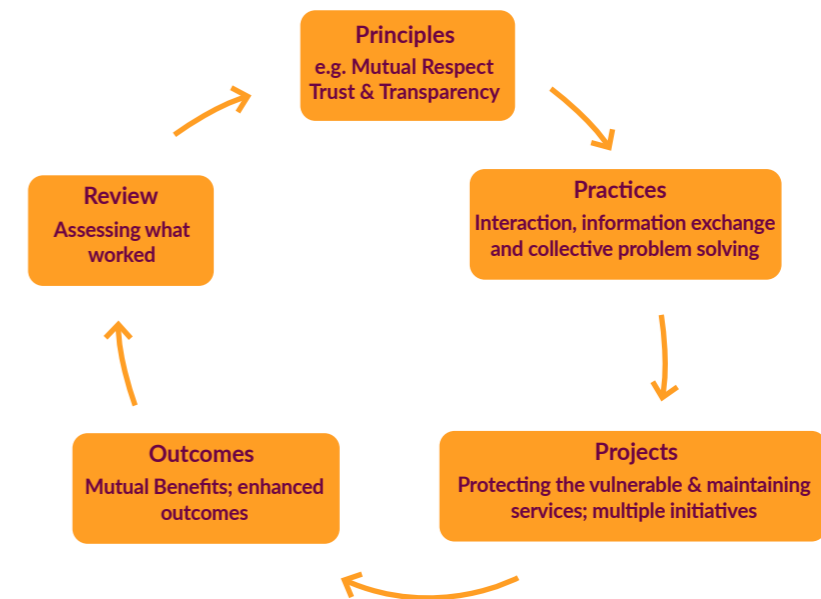 Principles
e.g. Mutual Respect
Trust & Transparency
Practices
Interaction, information exchange
and collective problem solving
Projects
Protecting the vulnerable & maintaining
services; multiple initiatives
Outcomes
Mutual Benefits; enhanced
outcomes
Review
Assessing what
worked